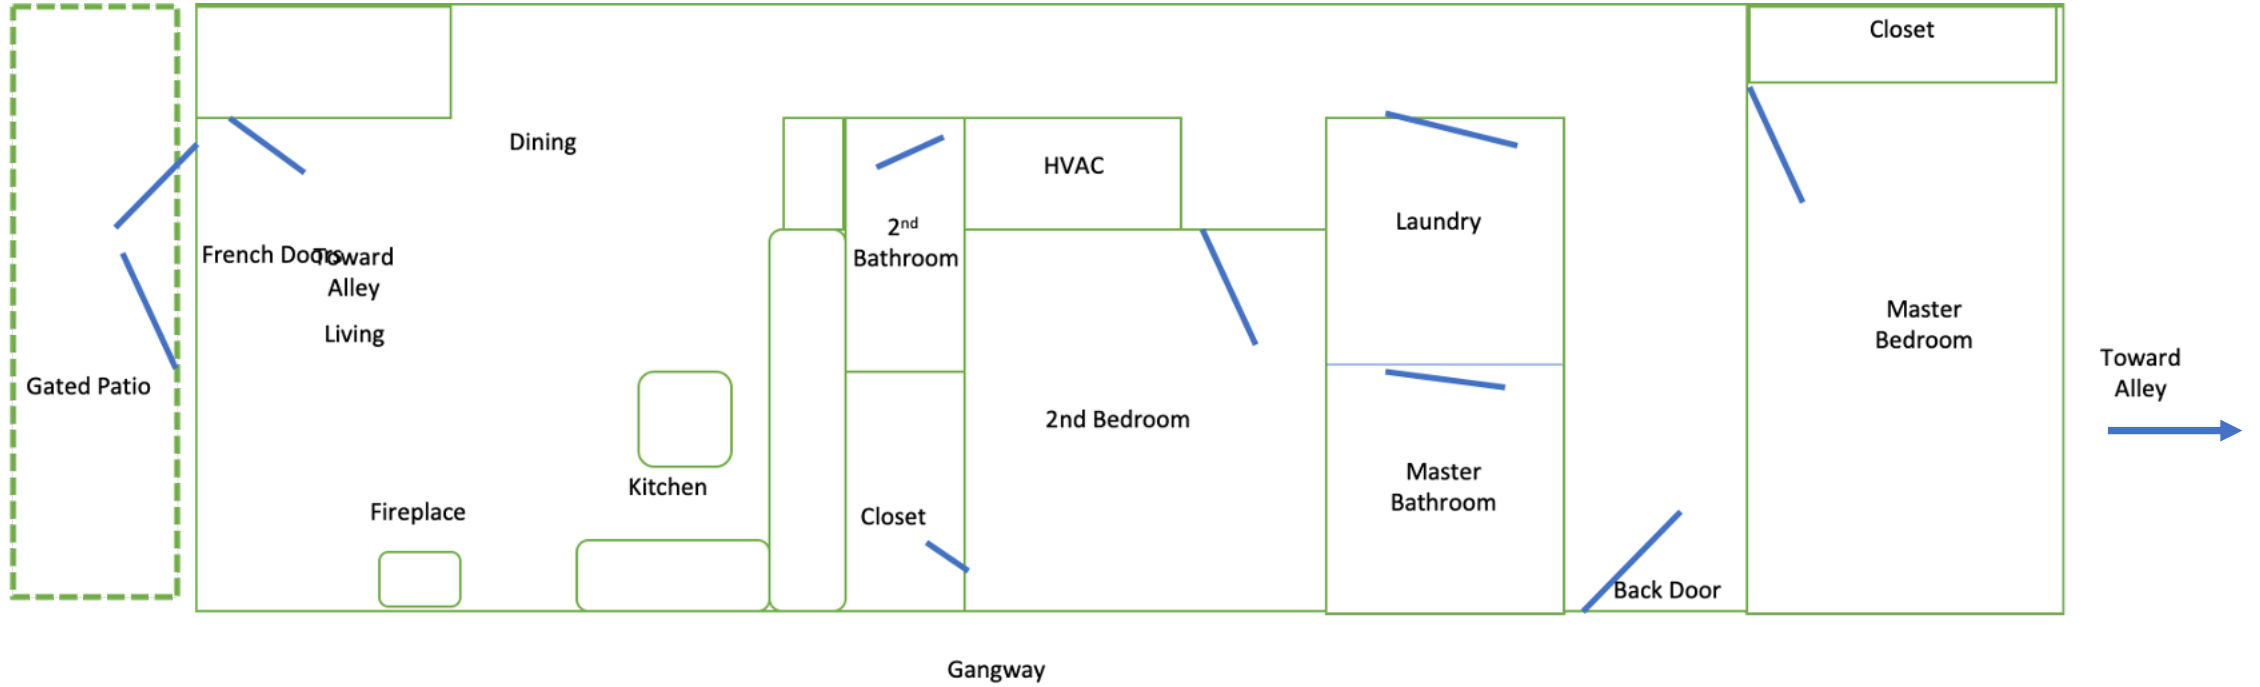 Closet
Dining
HVAC
2nd
Bathroom
Laundry
French Doors
Toward
Alley
Living
Master
Bedroom
Toward
Alley
Gated Patio
2nd Bedroom
Kitchen
Master
Bathroom
Fireplace
Closet
Back Door
Gangway